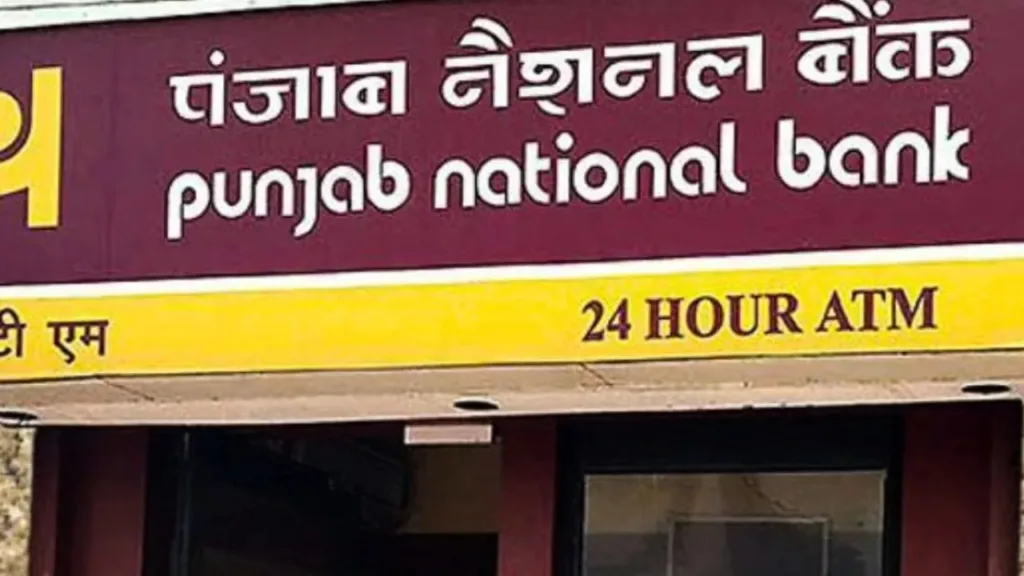 पंजाब नैशनल बैंक
punjab national bank
टी एम
24 HOUR ATM